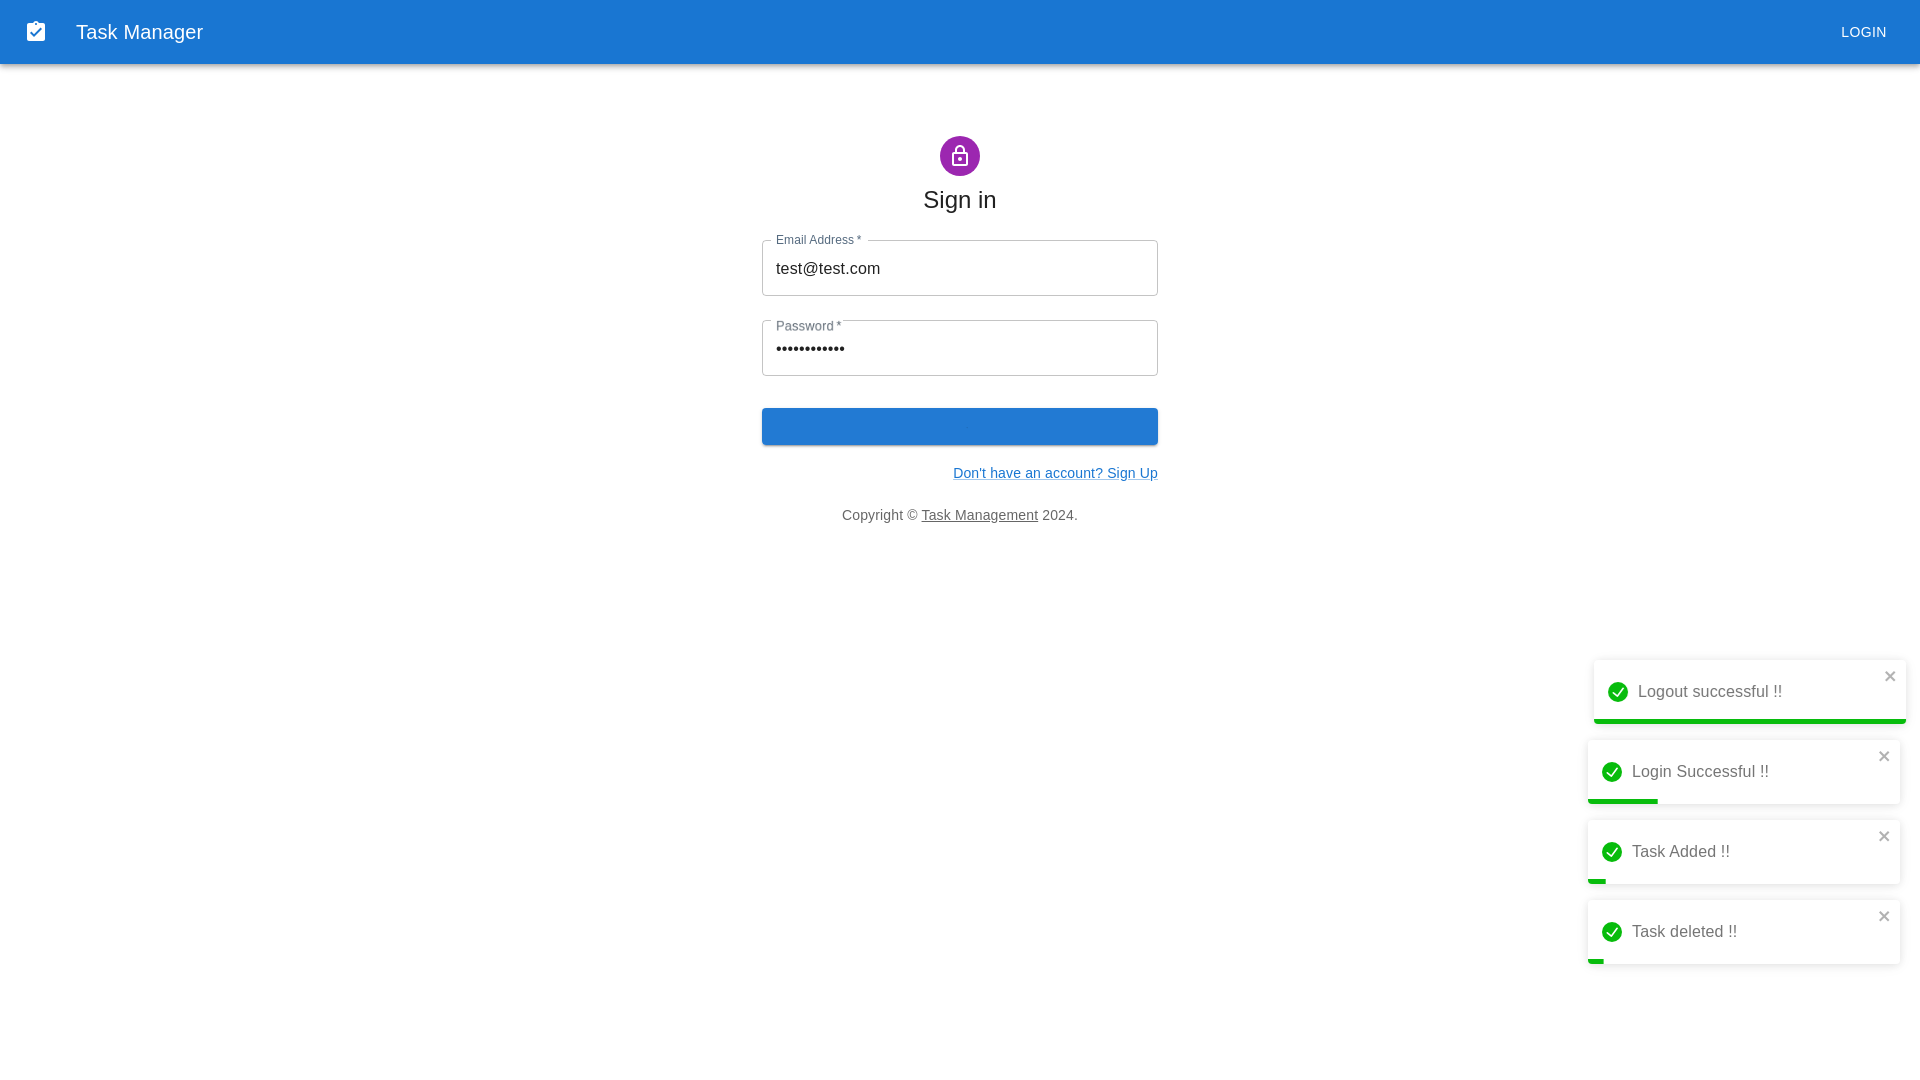 Task Manager
LOGIN
Sign in
Email Address *
test@test.com
Password *
••••••••••••
Don't have an account? Sign Up
Copyright © Task Management 2024.
Logout successful !!
Login Successful !!
Task Added !!
Task deleted !!